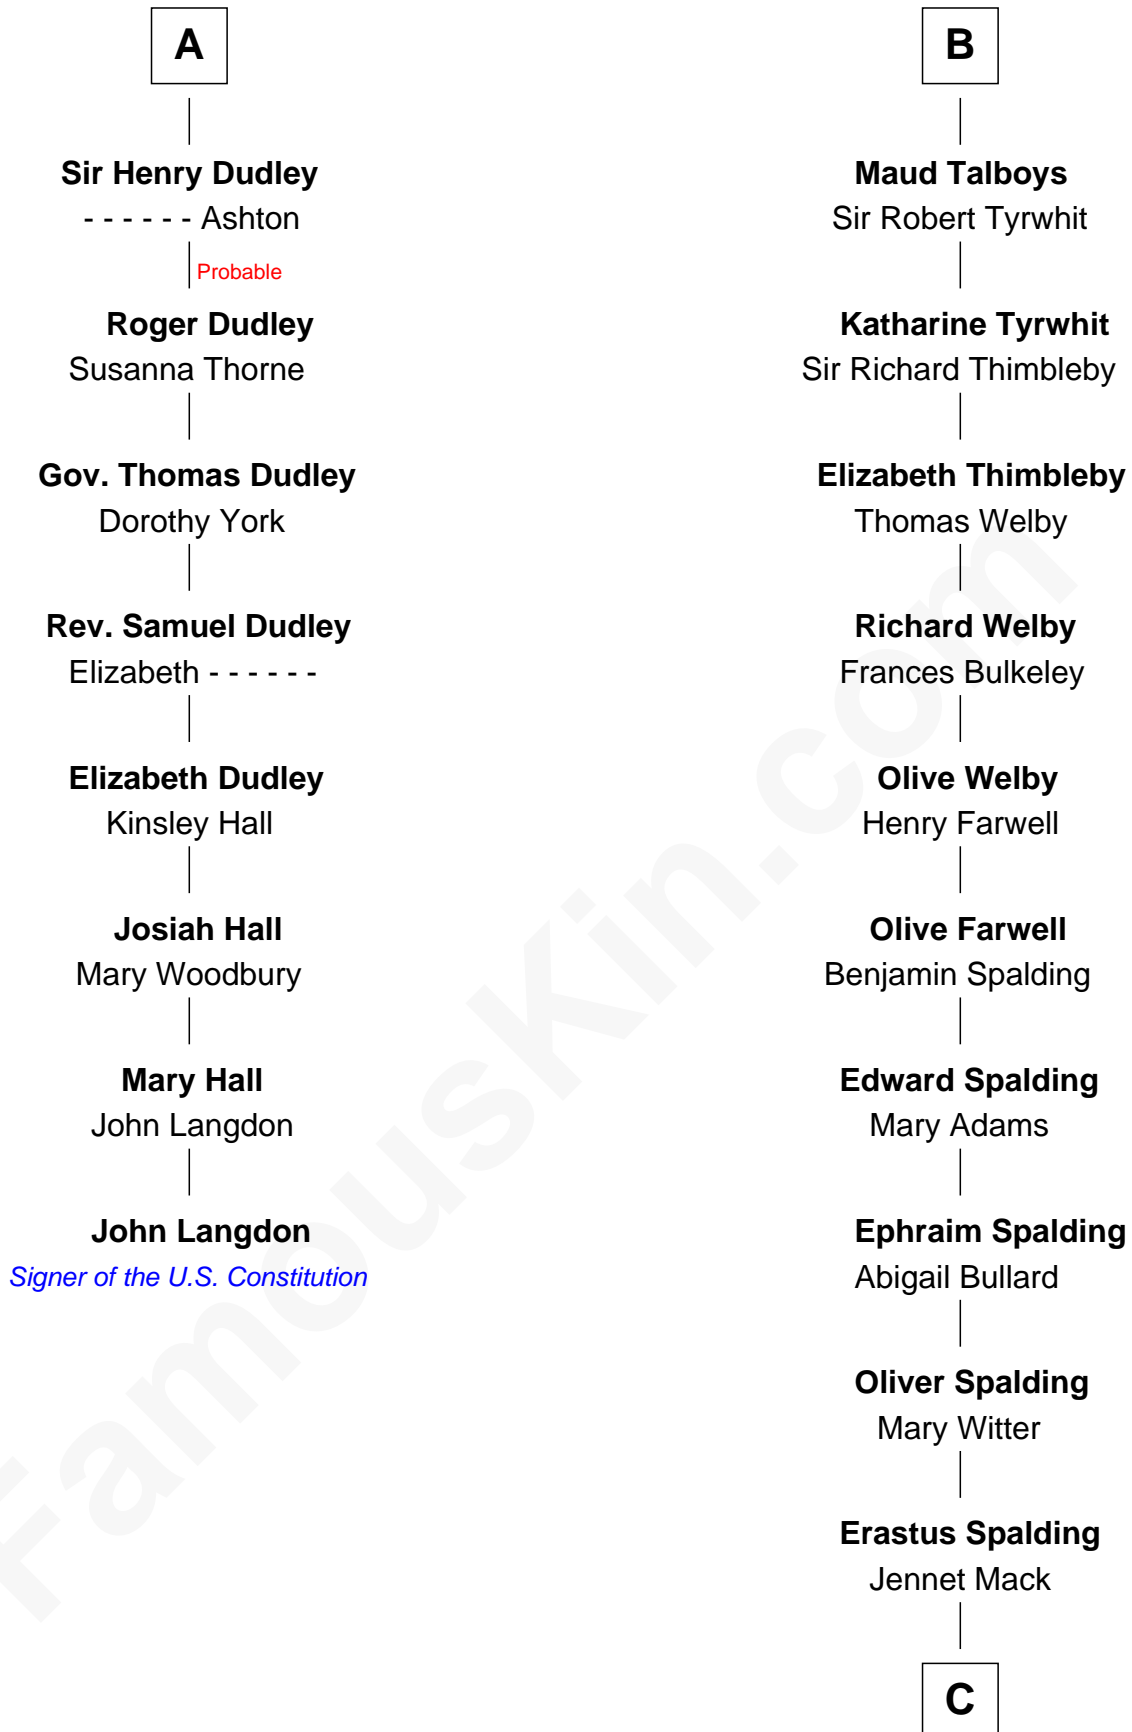 A
Sir Henry Dudley
- - - - - - Ashton
Probable
Roger Dudley
Susanna Thorne
Gov. Thomas Dudley
Dorothy York
Rev. Samuel Dudley
Elizabeth - - - - - -
Elizabeth Dudley
Kinsley Hall
Josiah Hall
Mary Woodbury
Mary Hall
John Langdon
John Langdon
Signer of the U.S. Constitution
B
Maud Talboys
Sir Robert Tyrwhit
Katharine Tyrwhit
Sir Richard Thimbleby
Elizabeth Thimbleby
Thomas Welby
Richard Welby
Frances Bulkeley
Olive Welby
Henry Farwell
Olive Farwell
Benjamin Spalding
Edward Spalding
Mary Adams
Ephraim Spalding
Abigail Bullard
Oliver Spalding
Mary Witter
Erastus Spalding
Jennet Mack
C
FamousKin.com